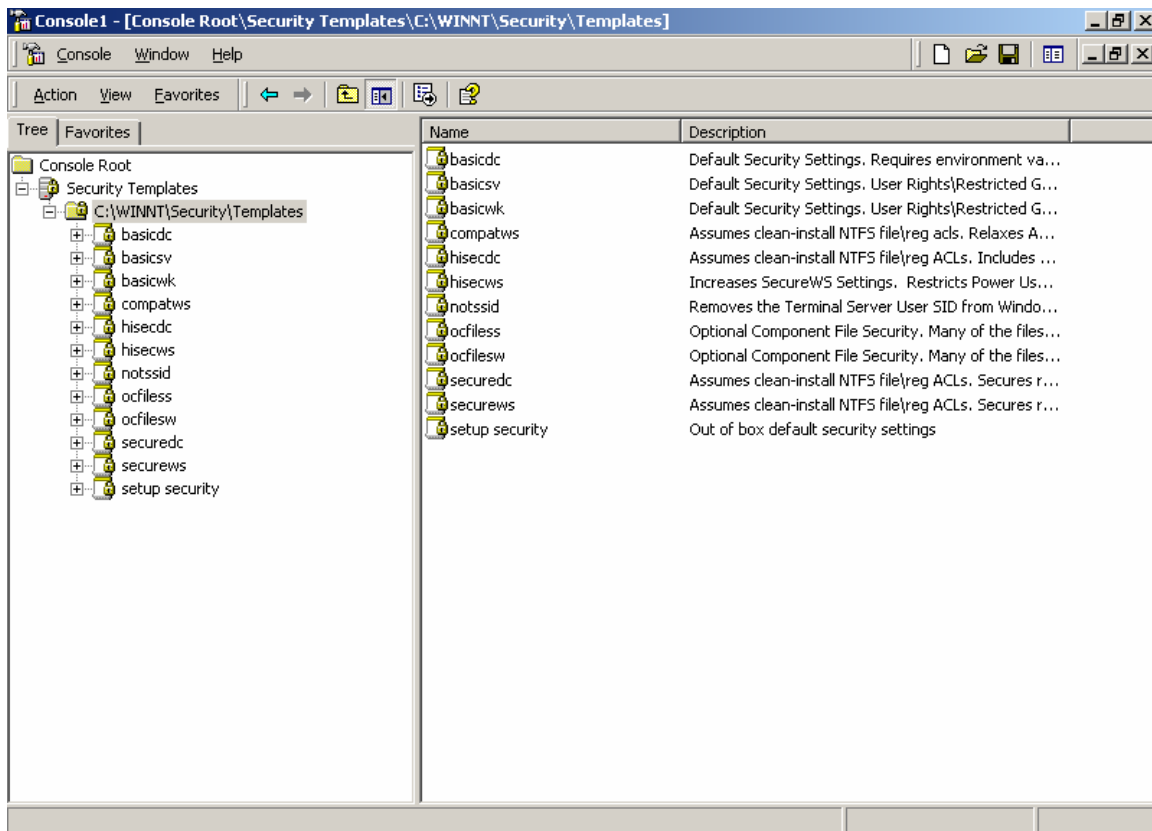 Console1 - [Console Root\Security Templates\C:\WINNT\Security\Templates]
Console Window Help
Action View Favorites
Tree Favorites
Console Root
Security Templates
C:\WINNT\Security\Templates
basicdc
basicsv
basicwk
compatws
hisecdc
hisecws
notssid
ocfiless
ocfilesw
securedc
securews
setup security
Name Description
basicdc Default Security Settings. Requires environment va...
basicsv Default Security Settings. User Rights\Restricted G...
basicwk Default Security Settings. User Rights\Restricted G...
compatws Assumes clean-install NTFS file\reg acls. Relaxes A...
hisecdc Assumes clean-install NTFS file\reg ACLs. Includes ...
hisecws Increases SecureWS Settings. Restricts Power Us...
notssid Removes the Terminal Server User SID from Windo...
ocfiless Optional Component File Security. Many of the files...
ocfilesw Optional Component File Security. Many of the files...
securedc Assumes clean-install NTFS file\reg ACLs. Secures r...
securews Assumes clean-install NTFS file\reg ACLs. Secures r...
setup security Out of box default security settings